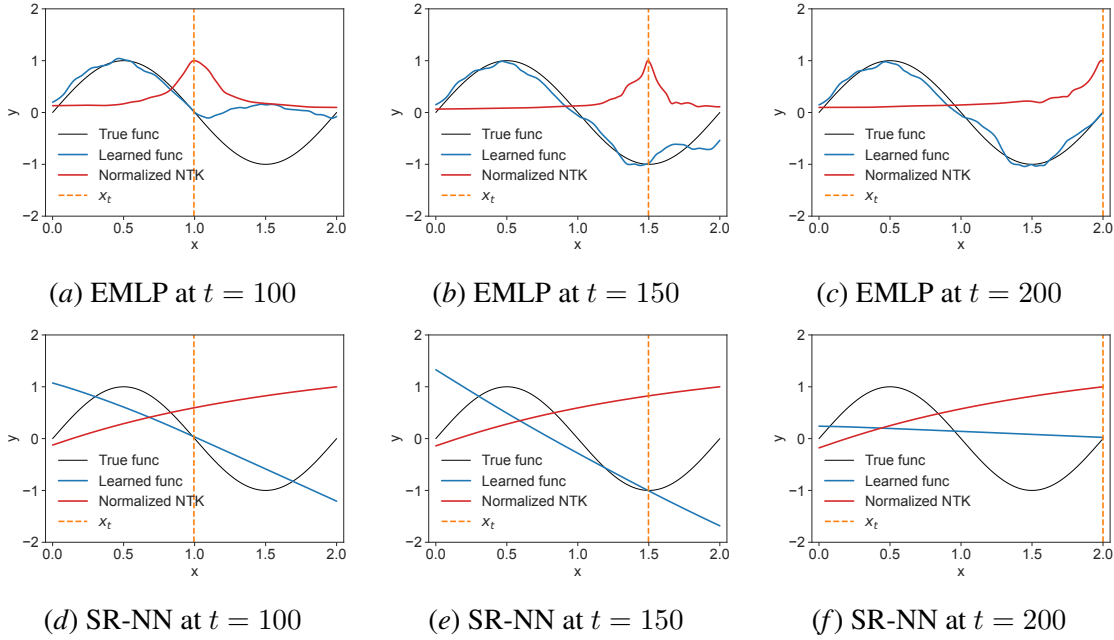 2
1
0
−1
−2
y
True func
Learned func
Normalized NTK
x_t
0.0 0.5 1.0 1.5 2.0
x
(a) EMLP at t = 100
2
1
0
−1
−2
y
True func
Learned func
Normalized NTK
x_t
0.0 0.5 1.0 1.5 2.0
x
(b) EMLP at t = 150
2
1
0
−1
−2
y
True func
Learned func
Normalized NTK
x_t
0.0 0.5 1.0 1.5 2.0
x
(c) EMLP at t = 200
2
1
0
−1
−2
y
True func
Learned func
Normalized NTK
x_t
0.0 0.5 1.0 1.5 2.0
x
(d) SR-NN at t = 100
2
1
0
−1
−2
y
True func
Learned func
Normalized NTK
x_t
0.0 0.5 1.0 1.5 2.0
x
(e) SR-NN at t = 150
2
1
0
−1
−2
y
True func
Learned func
Normalized NTK
x_t
0.0 0.5 1.0 1.5 2.0
x
(f) SR-NN at t = 200